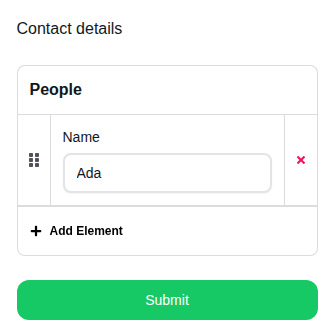 Contact details
People
Name
Ada
Add Element
Submit